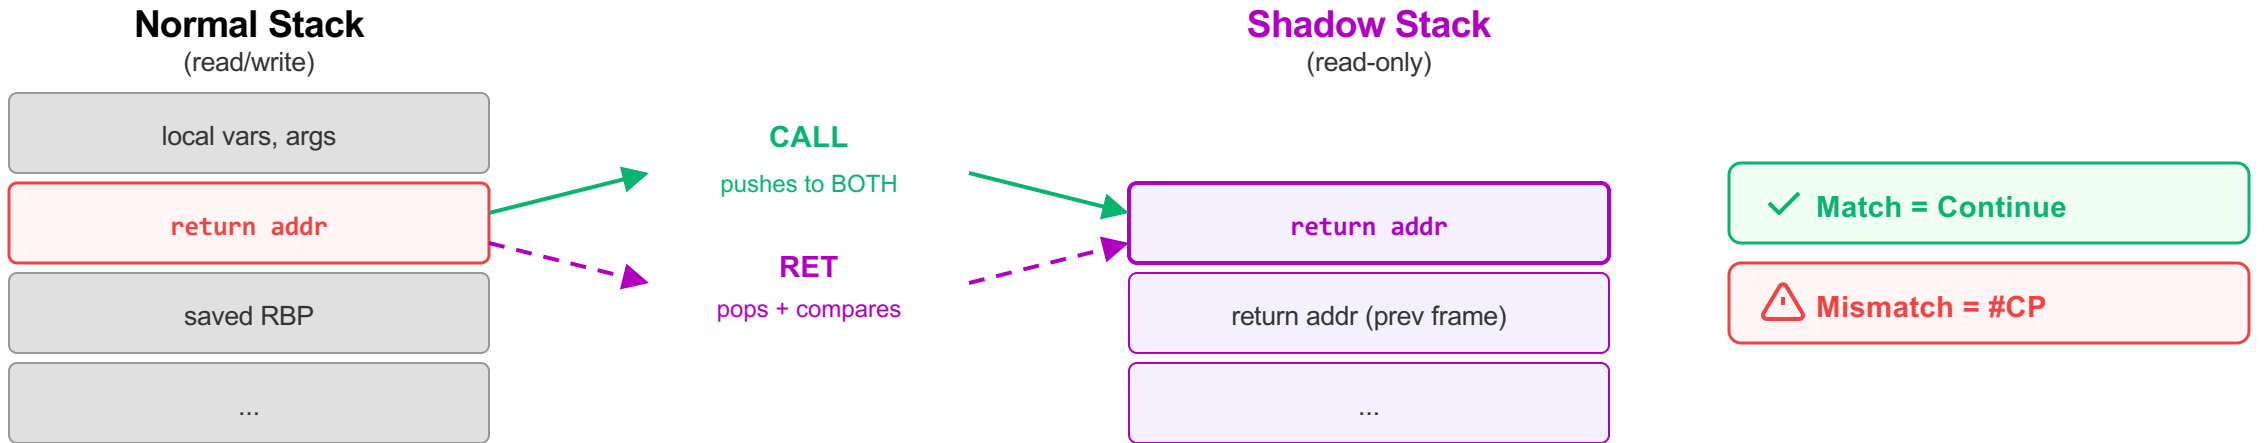 Normal Stack
(read/write)
local vars, args
return addr
saved RBP
...
CALL
pushes to BOTH
RET
pops + compares
Shadow Stack
(read-only)
return addr
return addr (prev frame)
...
Match = Continue
Mismatch = #CP